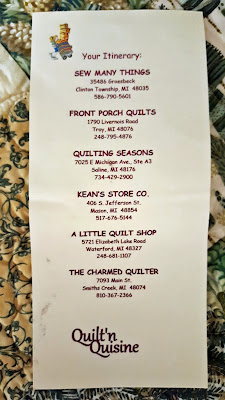 Your Itinerary:
SEW MANY THINGS
35486 Groesbeck
Clinton Township, MI 48035
586-790-5601
FRONT PORCH QUILTS
1790 Livernois Road
Troy, MI 48076
248-795-4876
QUILTING SEASONS
7025 E Michigan Ave., Ste A3
Saline, MI 48176
734-429-2900
KEAN'S STORE CO.
406 S. Jefferson St.
Mason, MI 48854
517-676-5144
A LITTLE QUILT SHOP
5721 Elizabeth Lake Road
Waterford, MI 48327
248-681-1107
THE CHARMED QUILTER
7093 Main St.
Smiths Creek, MI 48074
810-367-2366
Quilt'n
Quisine